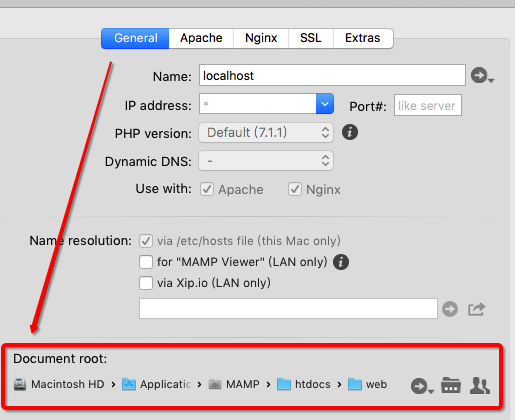 General Apache Nginx SSL Extras
Name: localhost
IP address: * Port#: like server
PHP version: Default (7.1.1)
Dynamic DNS: -
Use with: Apache Nginx
Name resolution: via /etc/hosts file (this Mac only)
for "MAMP Viewer" (LAN only)
via Xip.io (LAN only)
Document root:
Macintosh HD › Applicatio › MAMP › htdocs › web